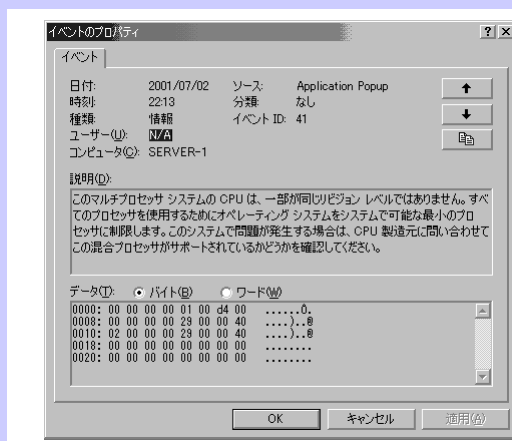 イベントのプロパティ
イベント
日付: 2001/07/02 ソース: Application Popup
時刻: 22:13 分類: なし
種類: 情報 イベント ID: 41
ユーザー(U): N/A
コンピュータ(C): SERVER-1
説明(D):
このマルチプロセッサ システムの CPU は、一部が同じリビジョン レベルではありません。すべ
てのプロセッサを使用するためにオペレーティング システムをシステムで可能な最小のプロ
セッサに制限します。このシステムで問題が発生する場合は、CPU 製造元に問い合わせて
この混合プロセッサがサポートされているかどうかを確認してください。
データ(T): バイト(B) ワード(W)
0000: 00 00 00 00 01 00 d4 00 ......Ô.
0008: 00 00 00 00 29 00 00 40 ....)..@
0010: 02 00 00 00 29 00 00 40 ....)..@
0018: 00 00 00 00 00 00 00 00 ........
0020: 00 00 00 00 00 00 00 00 ........
OK キャンセル 適用(A)